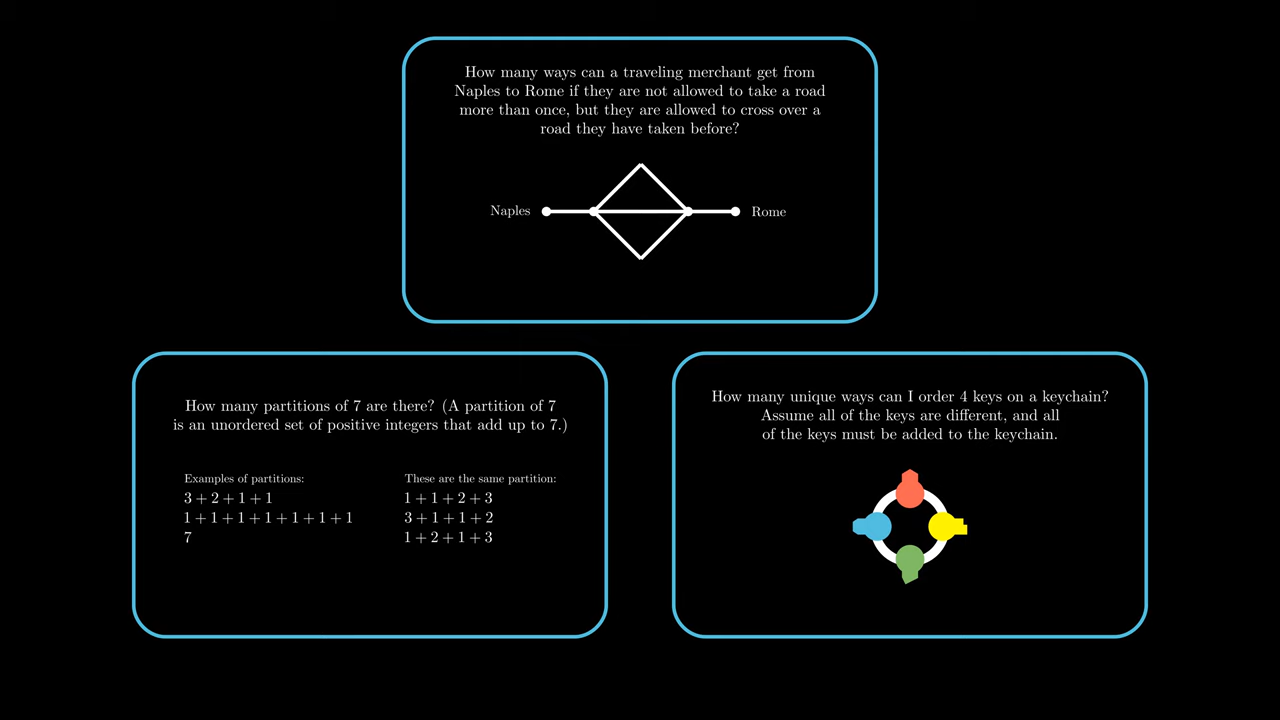 How many ways can a traveling merchant get from
Naples to Rome if they are not allowed to take a road
more than once, but they are allowed to cross over a
road they have taken before?
Naples
Rome
How many partitions of 7 are there? (A partition of 7
is an unordered set of positive integers that add up to 7.)
Examples of partitions:
3 + 2 + 1 + 1
1 + 1 + 1 + 1 + 1 + 1 + 1
7
These are the same partition:
1 + 1 + 2 + 3
3 + 1 + 1 + 2
1 + 2 + 1 + 3
How many unique ways can I order 4 keys on a keychain?
Assume all of the keys are different, and all
of the keys must be added to the keychain.